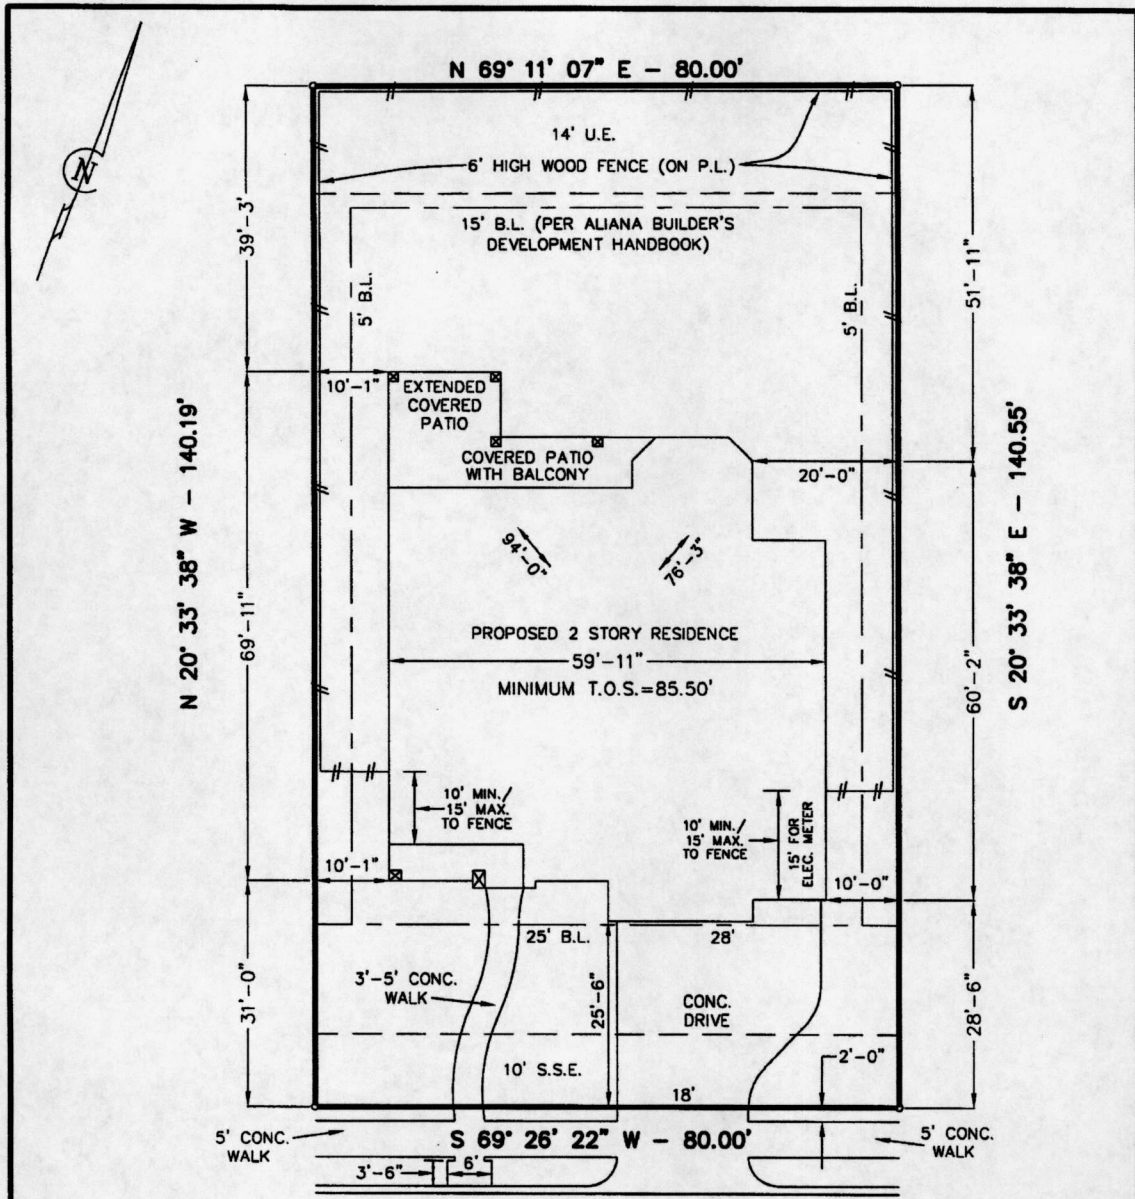 N 69° 11' 07" E - 80.00'
N
14' U.E.
6' HIGH WOOD FENCE (ON P.L.)
39'-3"
15' B.L. (PER ALIANA BUILDER'S
DEVELOPMENT HANDBOOK)
51'-11"
5' B.L.
5' B.L.
10'-1"
EXTENDED
COVERED
PATIO
COVERED PATIO
WITH BALCONY
20'-0"
N 20° 33' 38" W - 140.19'
S 20° 33' 38" E - 140.55'
94'-0"
76'-3"
69'-11"
PROPOSED 2 STORY RESIDENCE
59'-11"
MINIMUM T.O.S.=85.50'
60'-2"
10' MIN./
15' MAX.
TO FENCE
10' MIN./
15' MAX.
TO FENCE
15' FOR
ELEC. METER
10'-1"
10'-0"
25' B.L.
28'
3'-5' CONC.
WALK
31'-0"
25'-6"
CONC.
DRIVE
28'-6"
2'-0"
10' S.S.E.
18'
5' CONC.
WALK
S 69° 26' 22" W - 80.00'
5' CONC.
WALK
3'-6"
6'